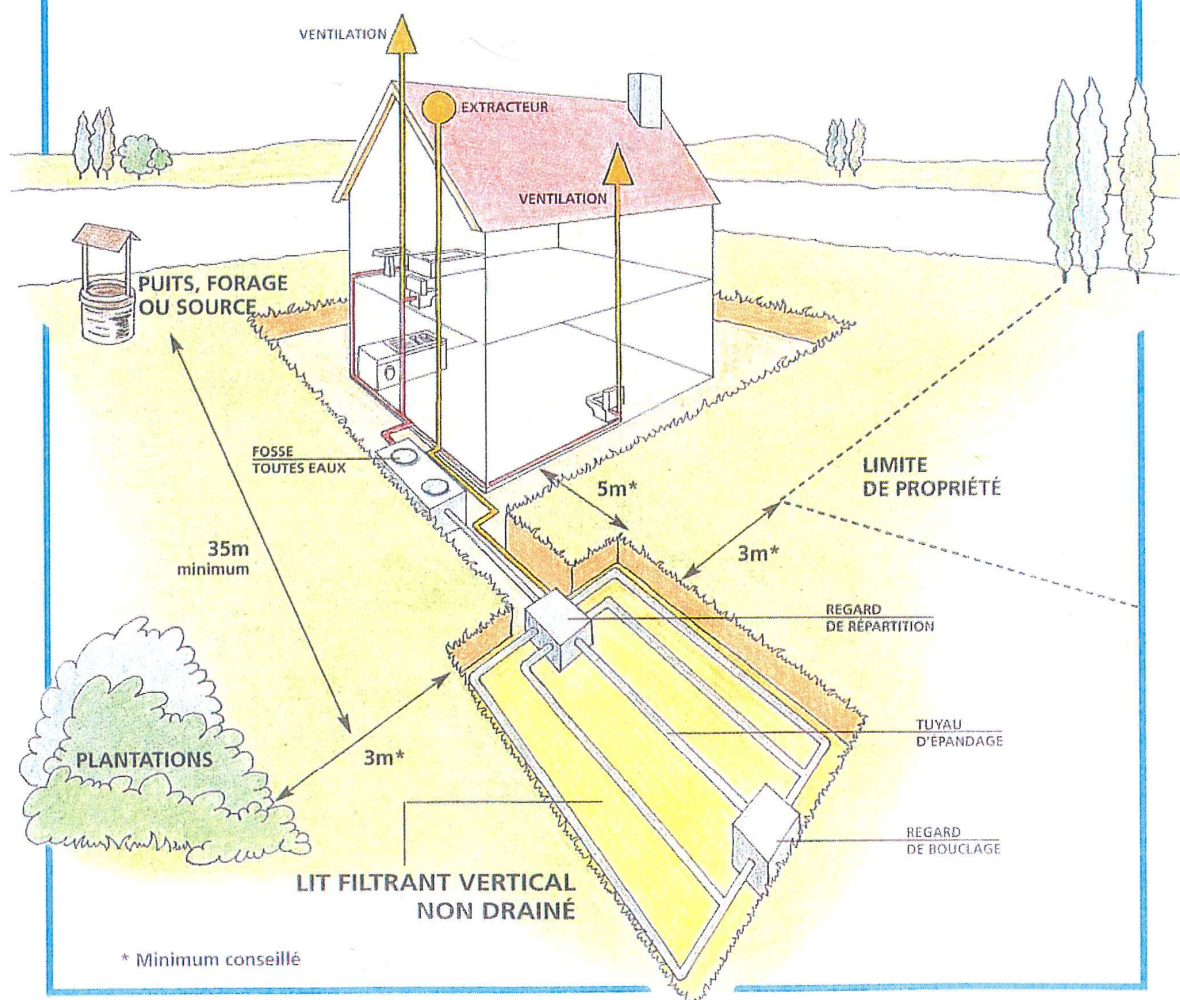 VENTILATION
EXTRACTEUR
VENTILATION
PUITS, FORAGE
OU SOURCE
FOSSE
TOUTES EAUX
5m*
LIMITE
DE PROPRIÉTÉ
35m
minimum
3m*
REGARD
DE RÉPARTITION
TUYAU
D'ÉPANDAGE
PLANTATIONS
3m*
REGARD
DE BOUCLAGE
LIT FILTRANT VERTICAL
NON DRAINÉ
* Minimum conseillé